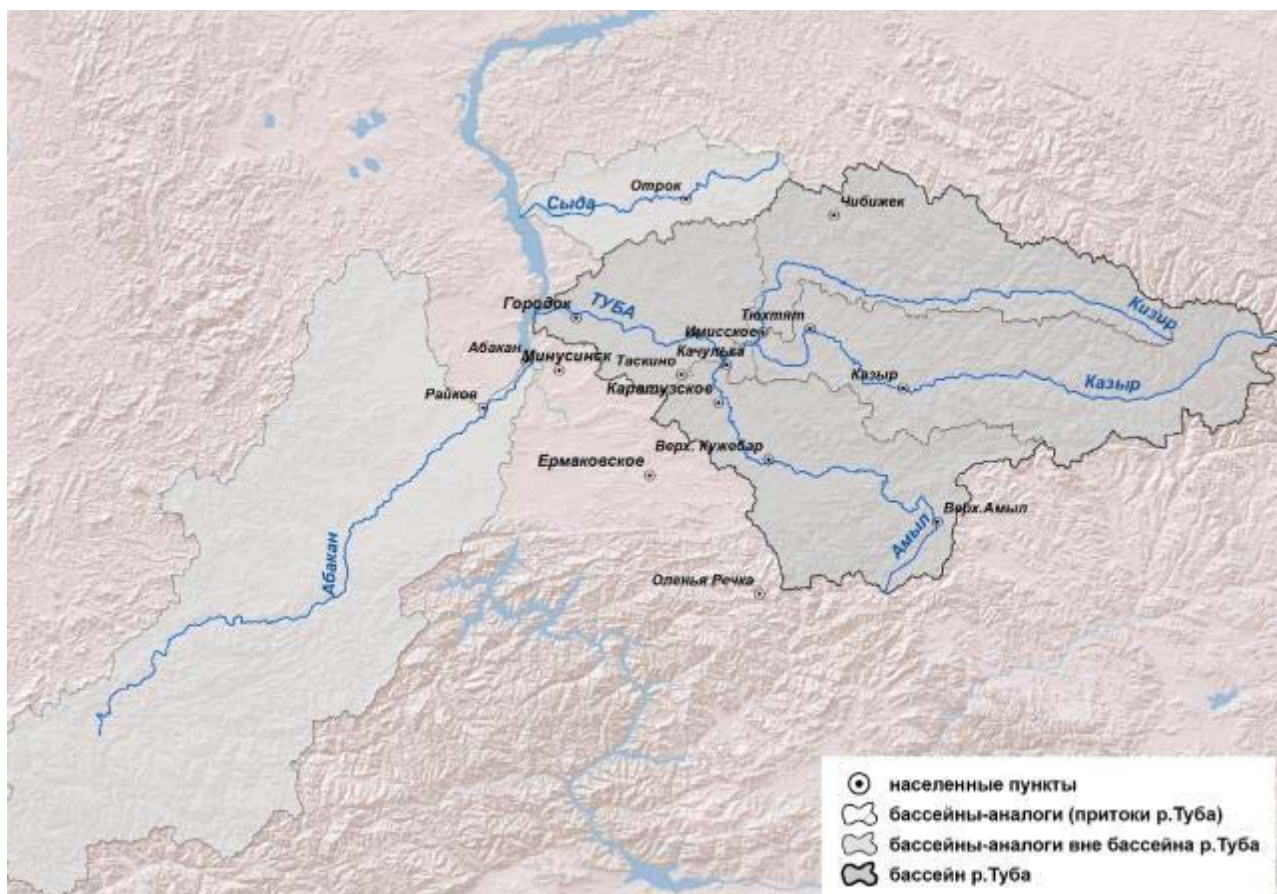 Отрок
Сыда
Чибижек
Городок
ТУБА
Кизир
Имисское
Тюхтят
Абакан
Минусинск
Таскино
Качулька
Казыр
Казыр
Райков
Каратузское
Верх. Кужебар
Ермаковское
Верх.Амыл
Амыл
Абакан
Оленья Речка
населенные пункты
бассейны-аналоги (притоки р.Туба)
бассейны-аналоги вне бассейна р.Туба
бассейн р.Туба